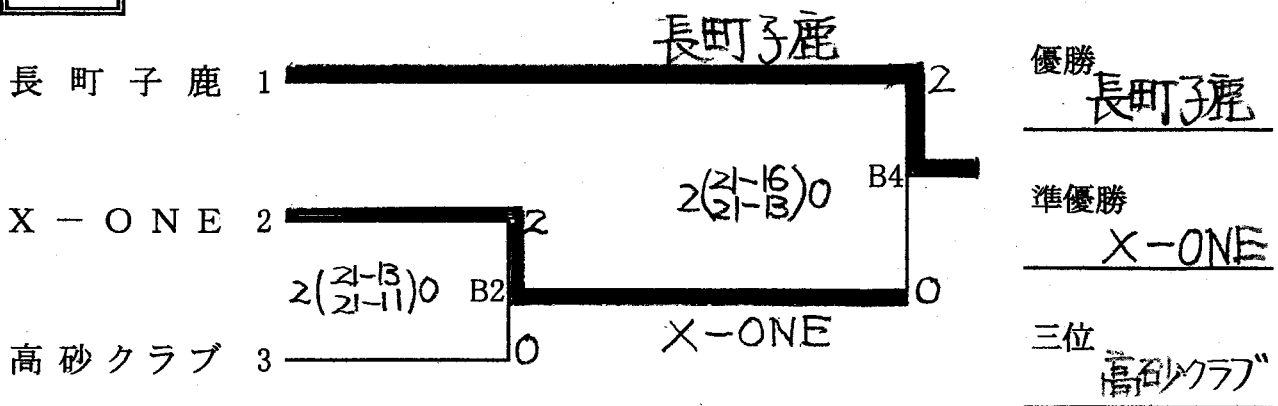 長町子鹿
長町子鹿 1
2
優勝
長町子鹿
2(21-16
21-13)0
B4
準優勝
X-ONE
X-ONE 2
2
2(21-13
21-11)0
B2
0
X-ONE
高砂クラブ 3
0
三位
高砂クラブ